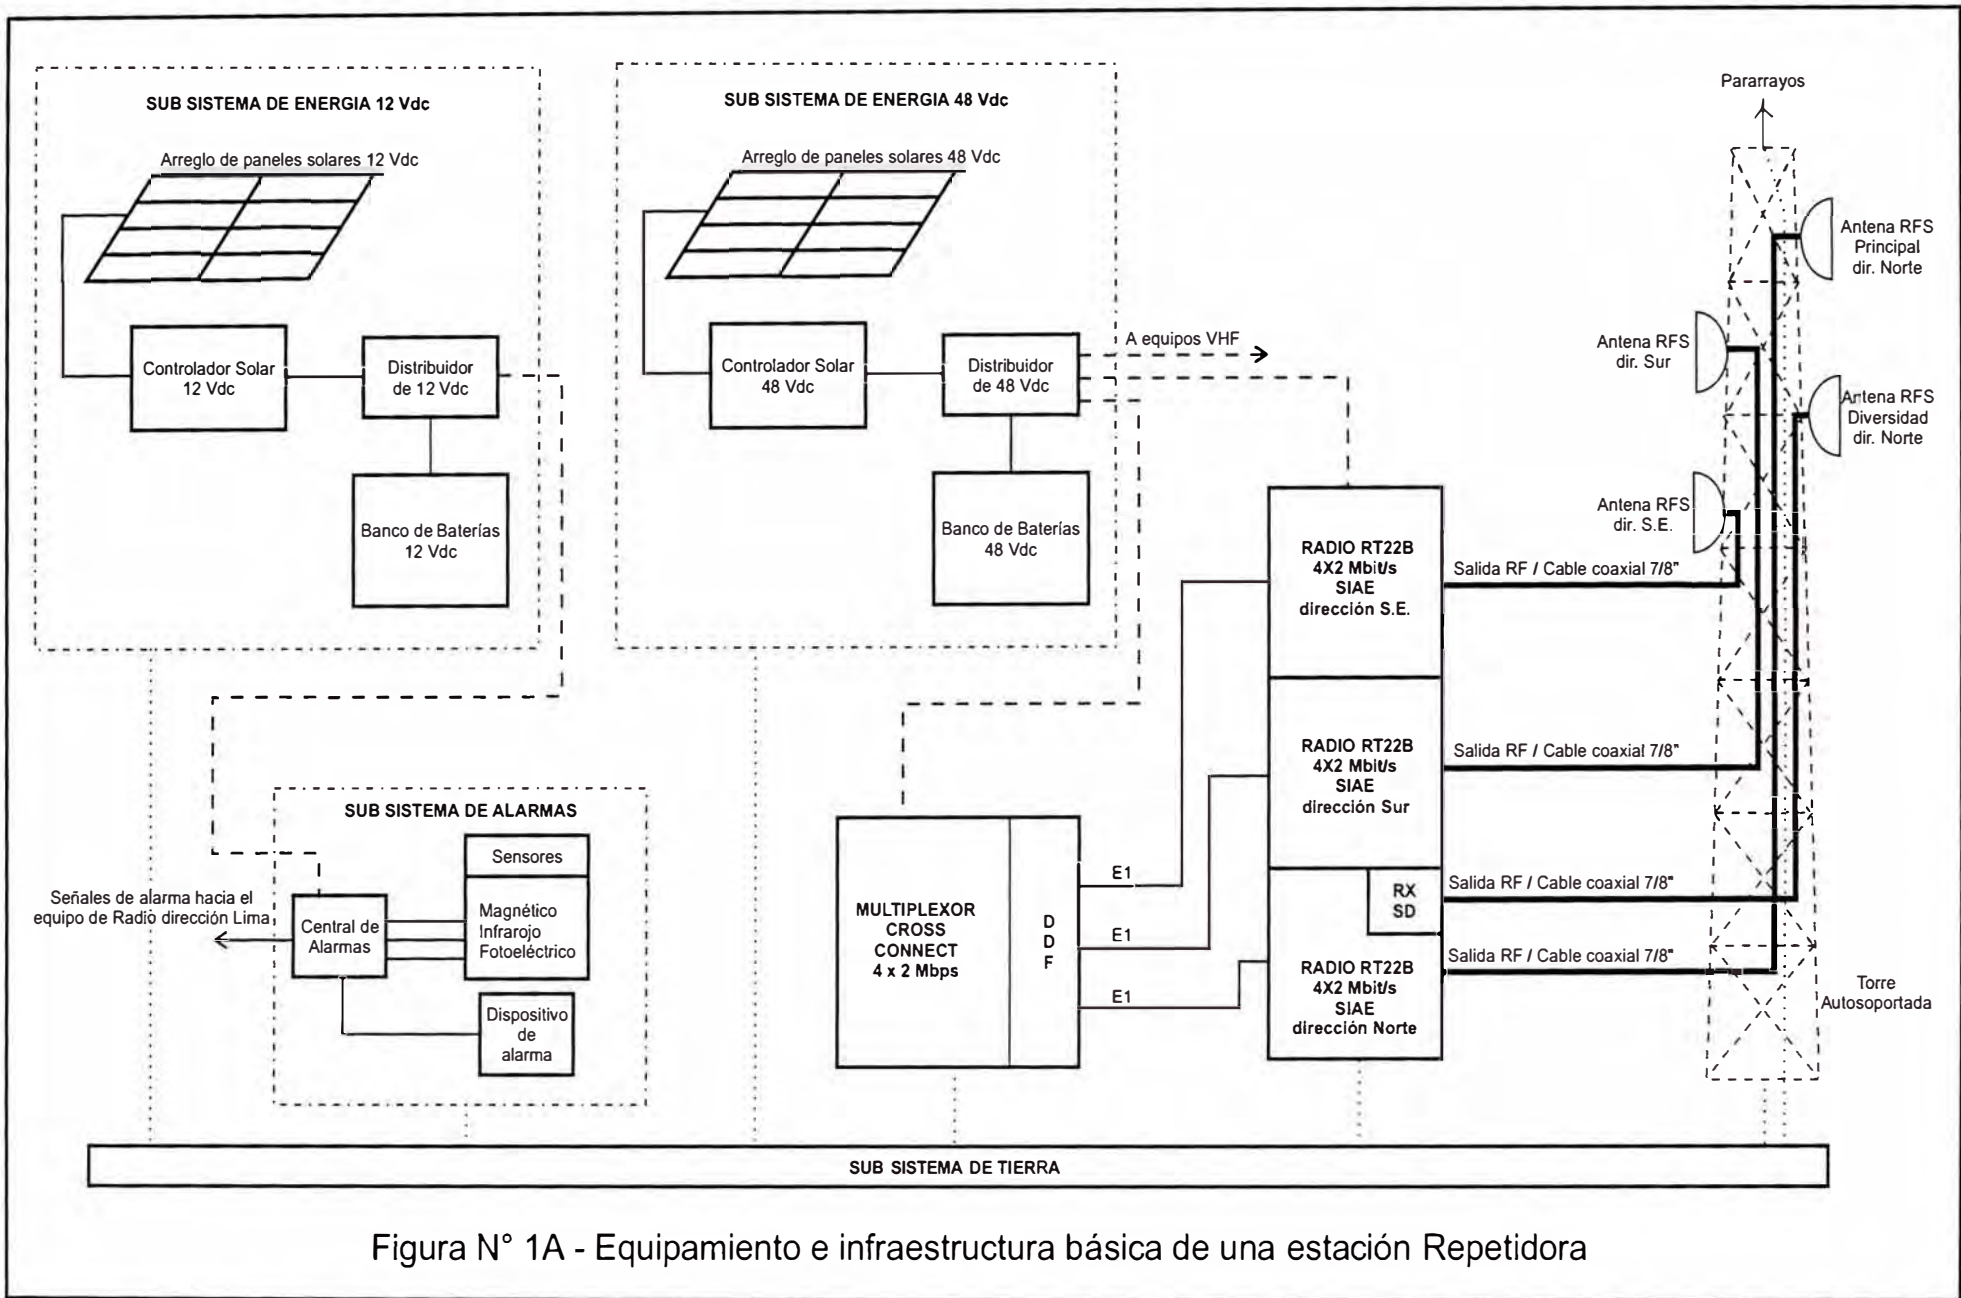 SUB SISTEMA DE ENERGIA 12 Vdc
Arreglo de paneles solares 12 Vdc
Controlador Solar
12 Vdc
Distribuidor
de 12 Vdc
Banco de Baterías
12 Vdc
SUB SISTEMA DE ENERGIA 48 Vdc
Arreglo de paneles solares 48 Vdc
Controlador Solar
48 Vdc
Distribuidor
de 48 Vdc
Banco de Baterías
48 Vdc
A equipos VHF
Pararrayos
Antena RFS
Principal
dir. Norte
Antena RFS
dir. Sur
Antena RFS
Diversidad
dir. Norte
Antena RFS
dir. S.E.
RADIO RT22B
4X2 Mbit/s
SIAE
dirección S.E.
Salida RF / Cable coaxial 7/8"
RADIO RT22B
4X2 Mbit/s
SIAE
dirección Sur
Salida RF / Cable coaxial 7/8"
RX
SD
Salida RF / Cable coaxial 7/8"
RADIO RT22B
4X2 Mbit/s
SIAE
dirección Norte
Salida RF / Cable coaxial 7/8"
Torre
Autosoportada
SUB SISTEMA DE ALARMAS
Sensores
Magnético
Infrarojo
Fotoeléctrico
Señales de alarma hacia el
equipo de Radio dirección Lima
Central de
Alarmas
Dispositivo
de
alarma
MULTIPLEXOR
CROSS
CONNECT
4 x 2 Mbps
D
D
F
E1
E1
E1
SUB SISTEMA DE TIERRA
Figura N° 1A - Equipamiento e infraestructura básica de una estación Repetidora